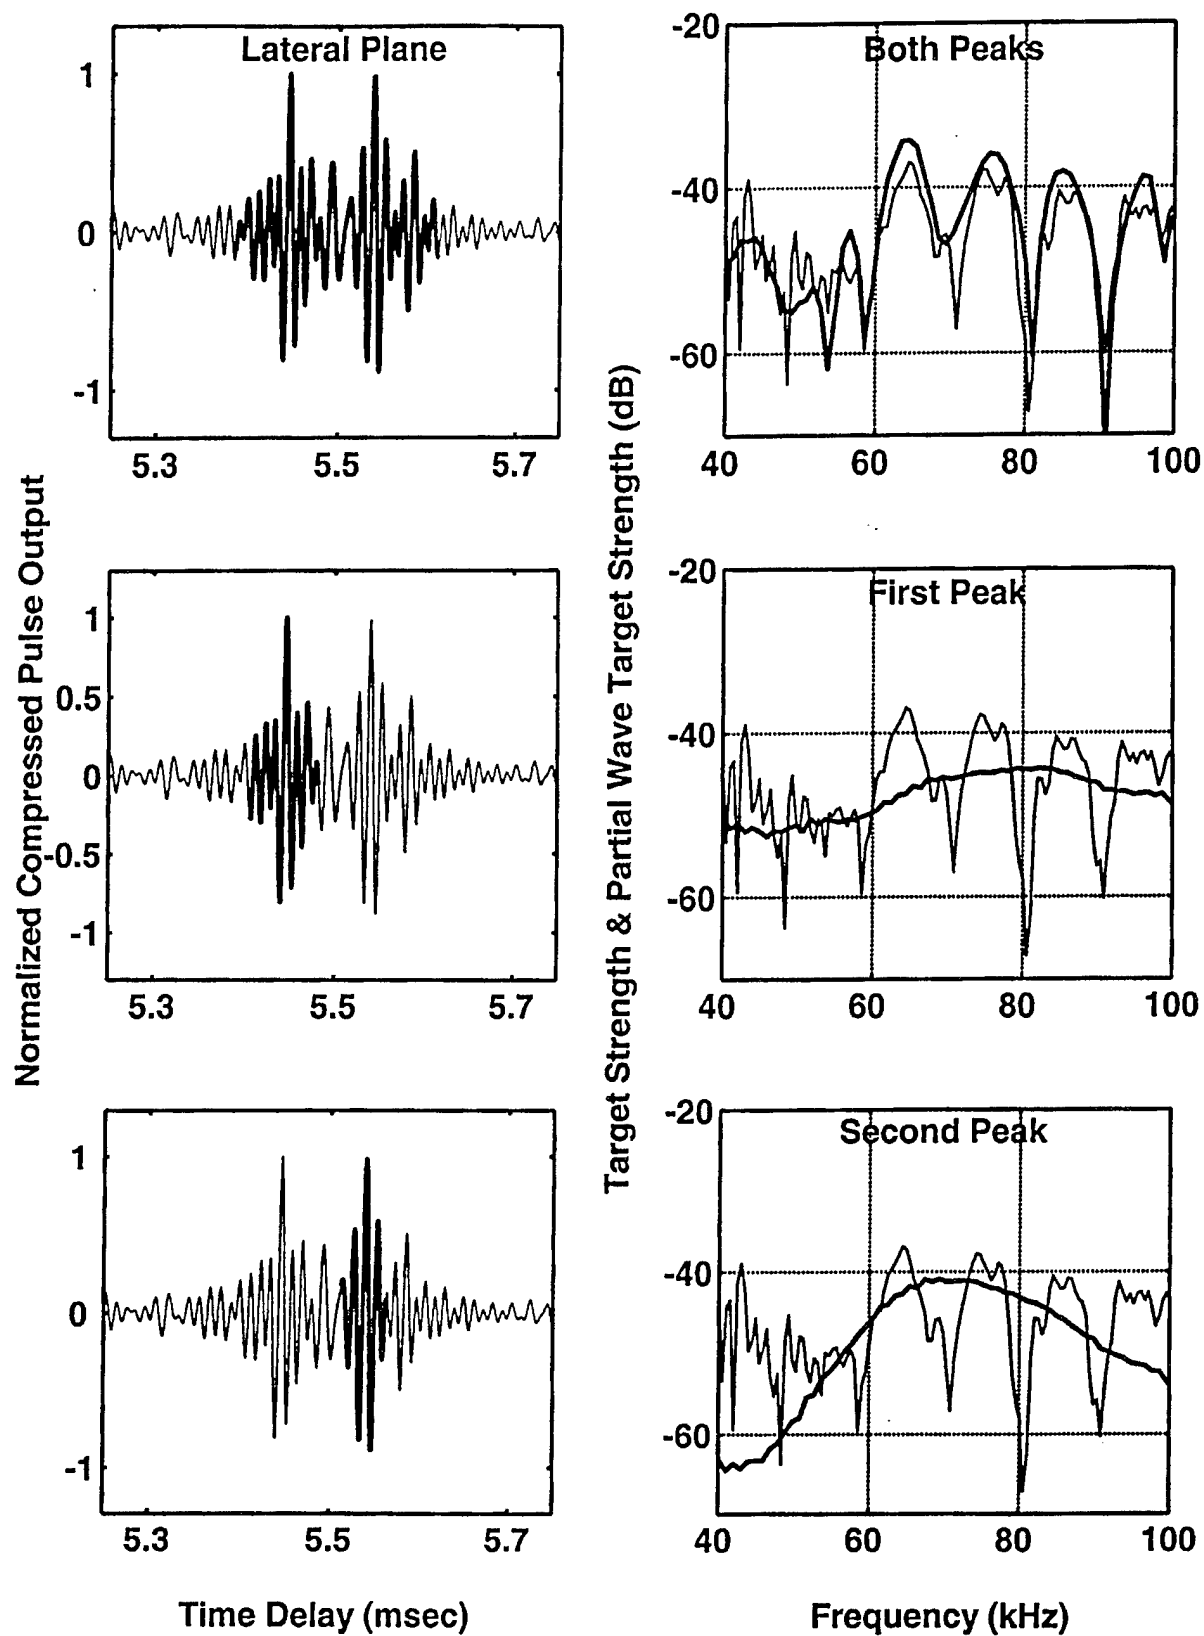 Normalized Compressed Pulse Output
Lateral Plane
1
0
-1
5.3 5.5 5.7
1
0.5
0
-0.5
-1
5.3 5.5 5.7
1
0
-1
5.3 5.5 5.7
Time Delay (msec)
Target Strength & Partial Wave Target Strength (dB)
Both Peaks
-20
-40
-60
40 60 80 100
First Peak
-20
-40
-60
40 60 80 100
Second Peak
-20
-40
-60
40 60 80 100
Frequency (kHz)